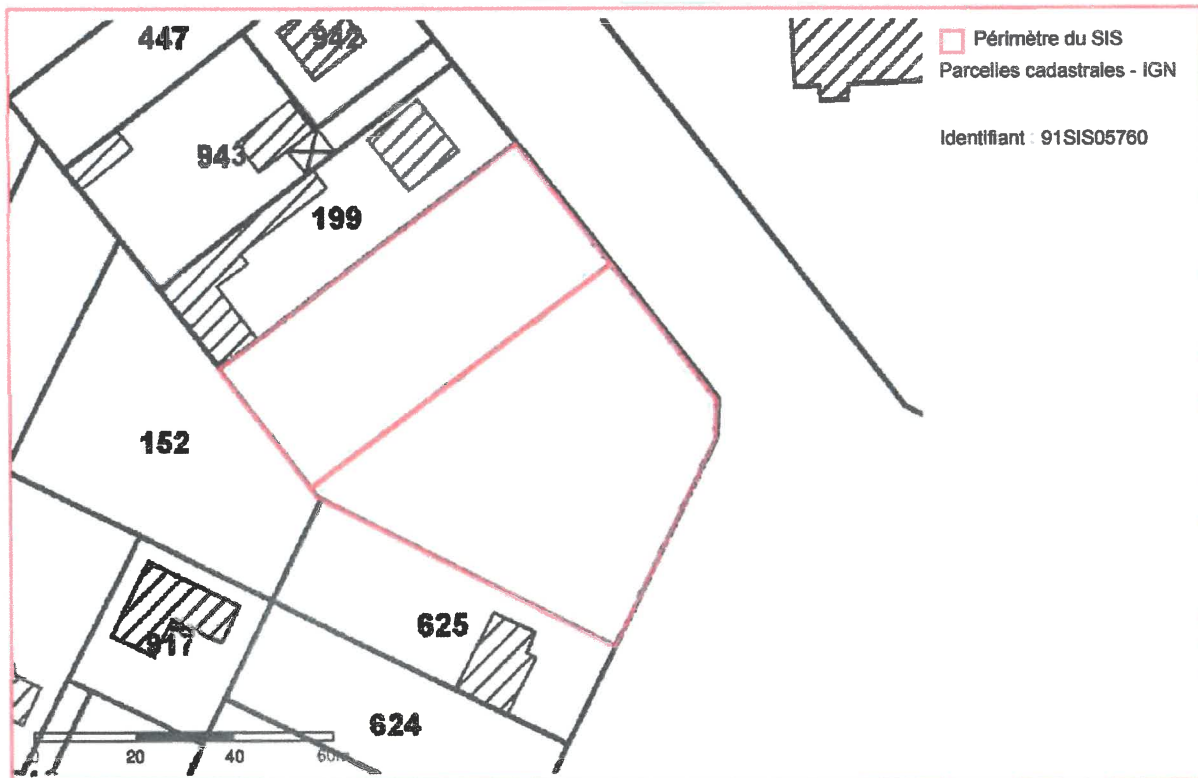 447
942
Périmètre du SIS
Parcelles cadastrales - IGN
943
Identifiant : 91SIS05760
199
152
625
917
624
20
40
60m